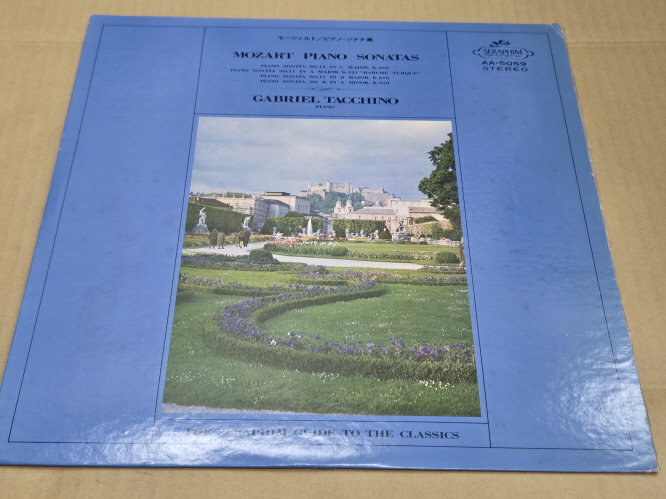 モーツァルト/ピアノ・ソナタ集
MOZART PIANO SONATAS
PIANO SONATA NO.15 IN C MAJOR, K.545
PIANO SONATA NO.11 IN A MAJOR, K.331 "MARCHE TURQUE"
PIANO SONATA NO.17 IN D MAJOR, K.576
PIANO SONATA NO. 8 IN A MINOR, K.310
GABRIEL TACCHINO
PIANO
SERAPHIM
AA-5059
STEREO
THE SERAPHIM GUIDE TO THE CLASSICS